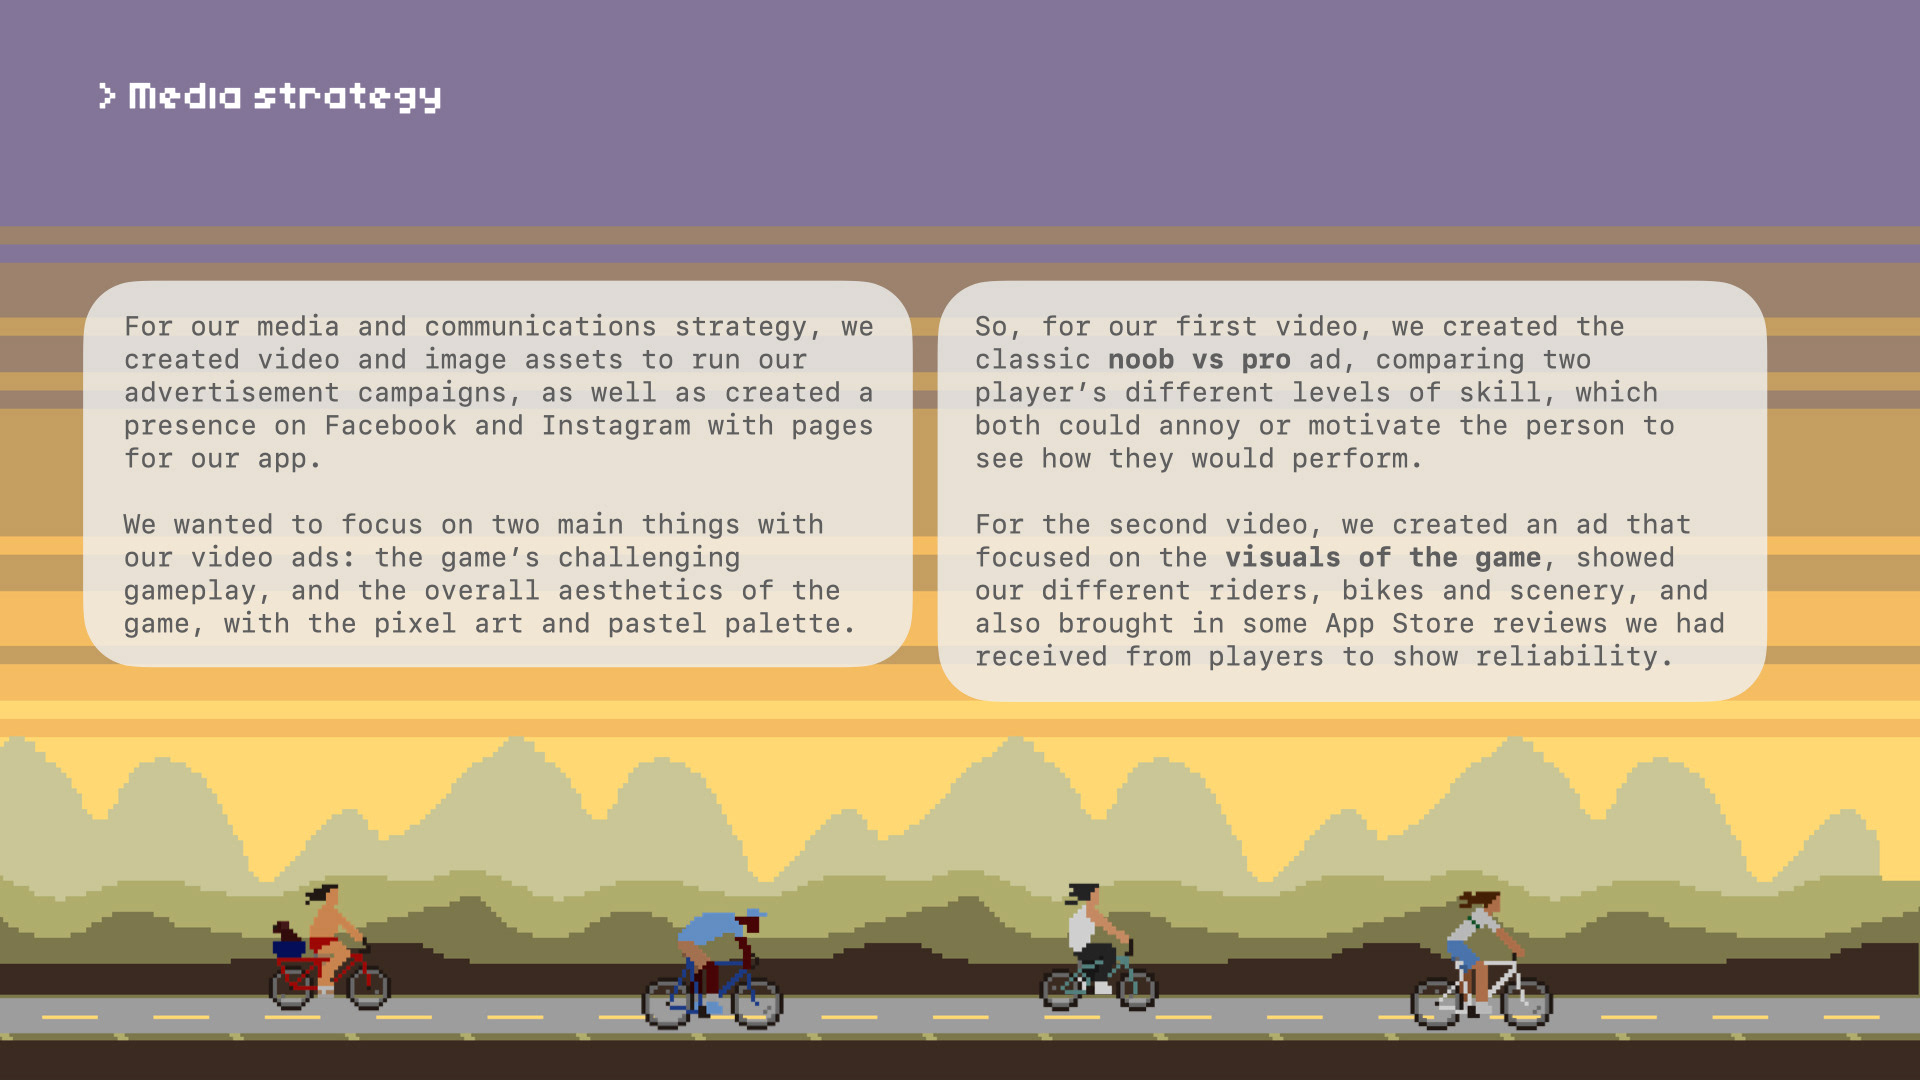 > Media strategy
For our media and communications strategy, we
created video and image assets to run our
advertisement campaigns, as well as created a
presence on Facebook and Instagram with pages
for our app.
We wanted to focus on two main things with
our video ads: the game’s challenging
gameplay, and the overall aesthetics of the
game, with the pixel art and pastel palette.
So, for our first video, we created the
classic noob vs pro ad, comparing two
player’s different levels of skill, which
both could annoy or motivate the person to
see how they would perform.
For the second video, we created an ad that
focused on the visuals of the game, showed
our different riders, bikes and scenery, and
also brought in some App Store reviews we had
received from players to show reliability.